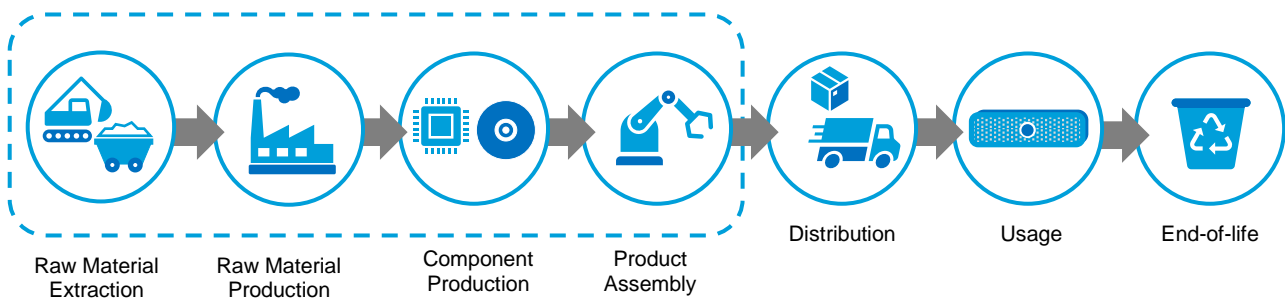 Raw Material
Extraction
Raw Material
Production
Component
Production
Product
Assembly
Distribution
Usage
End-of-life